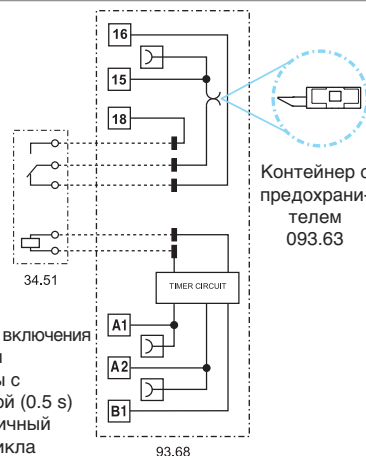 16
15
18
Контейнер с
предохрани-
телем
093.63
34.51
TIMER CIRCUIT
A1
A2
B1
включения
ы с
ой (0.5 s)
ичный
икла
93.68